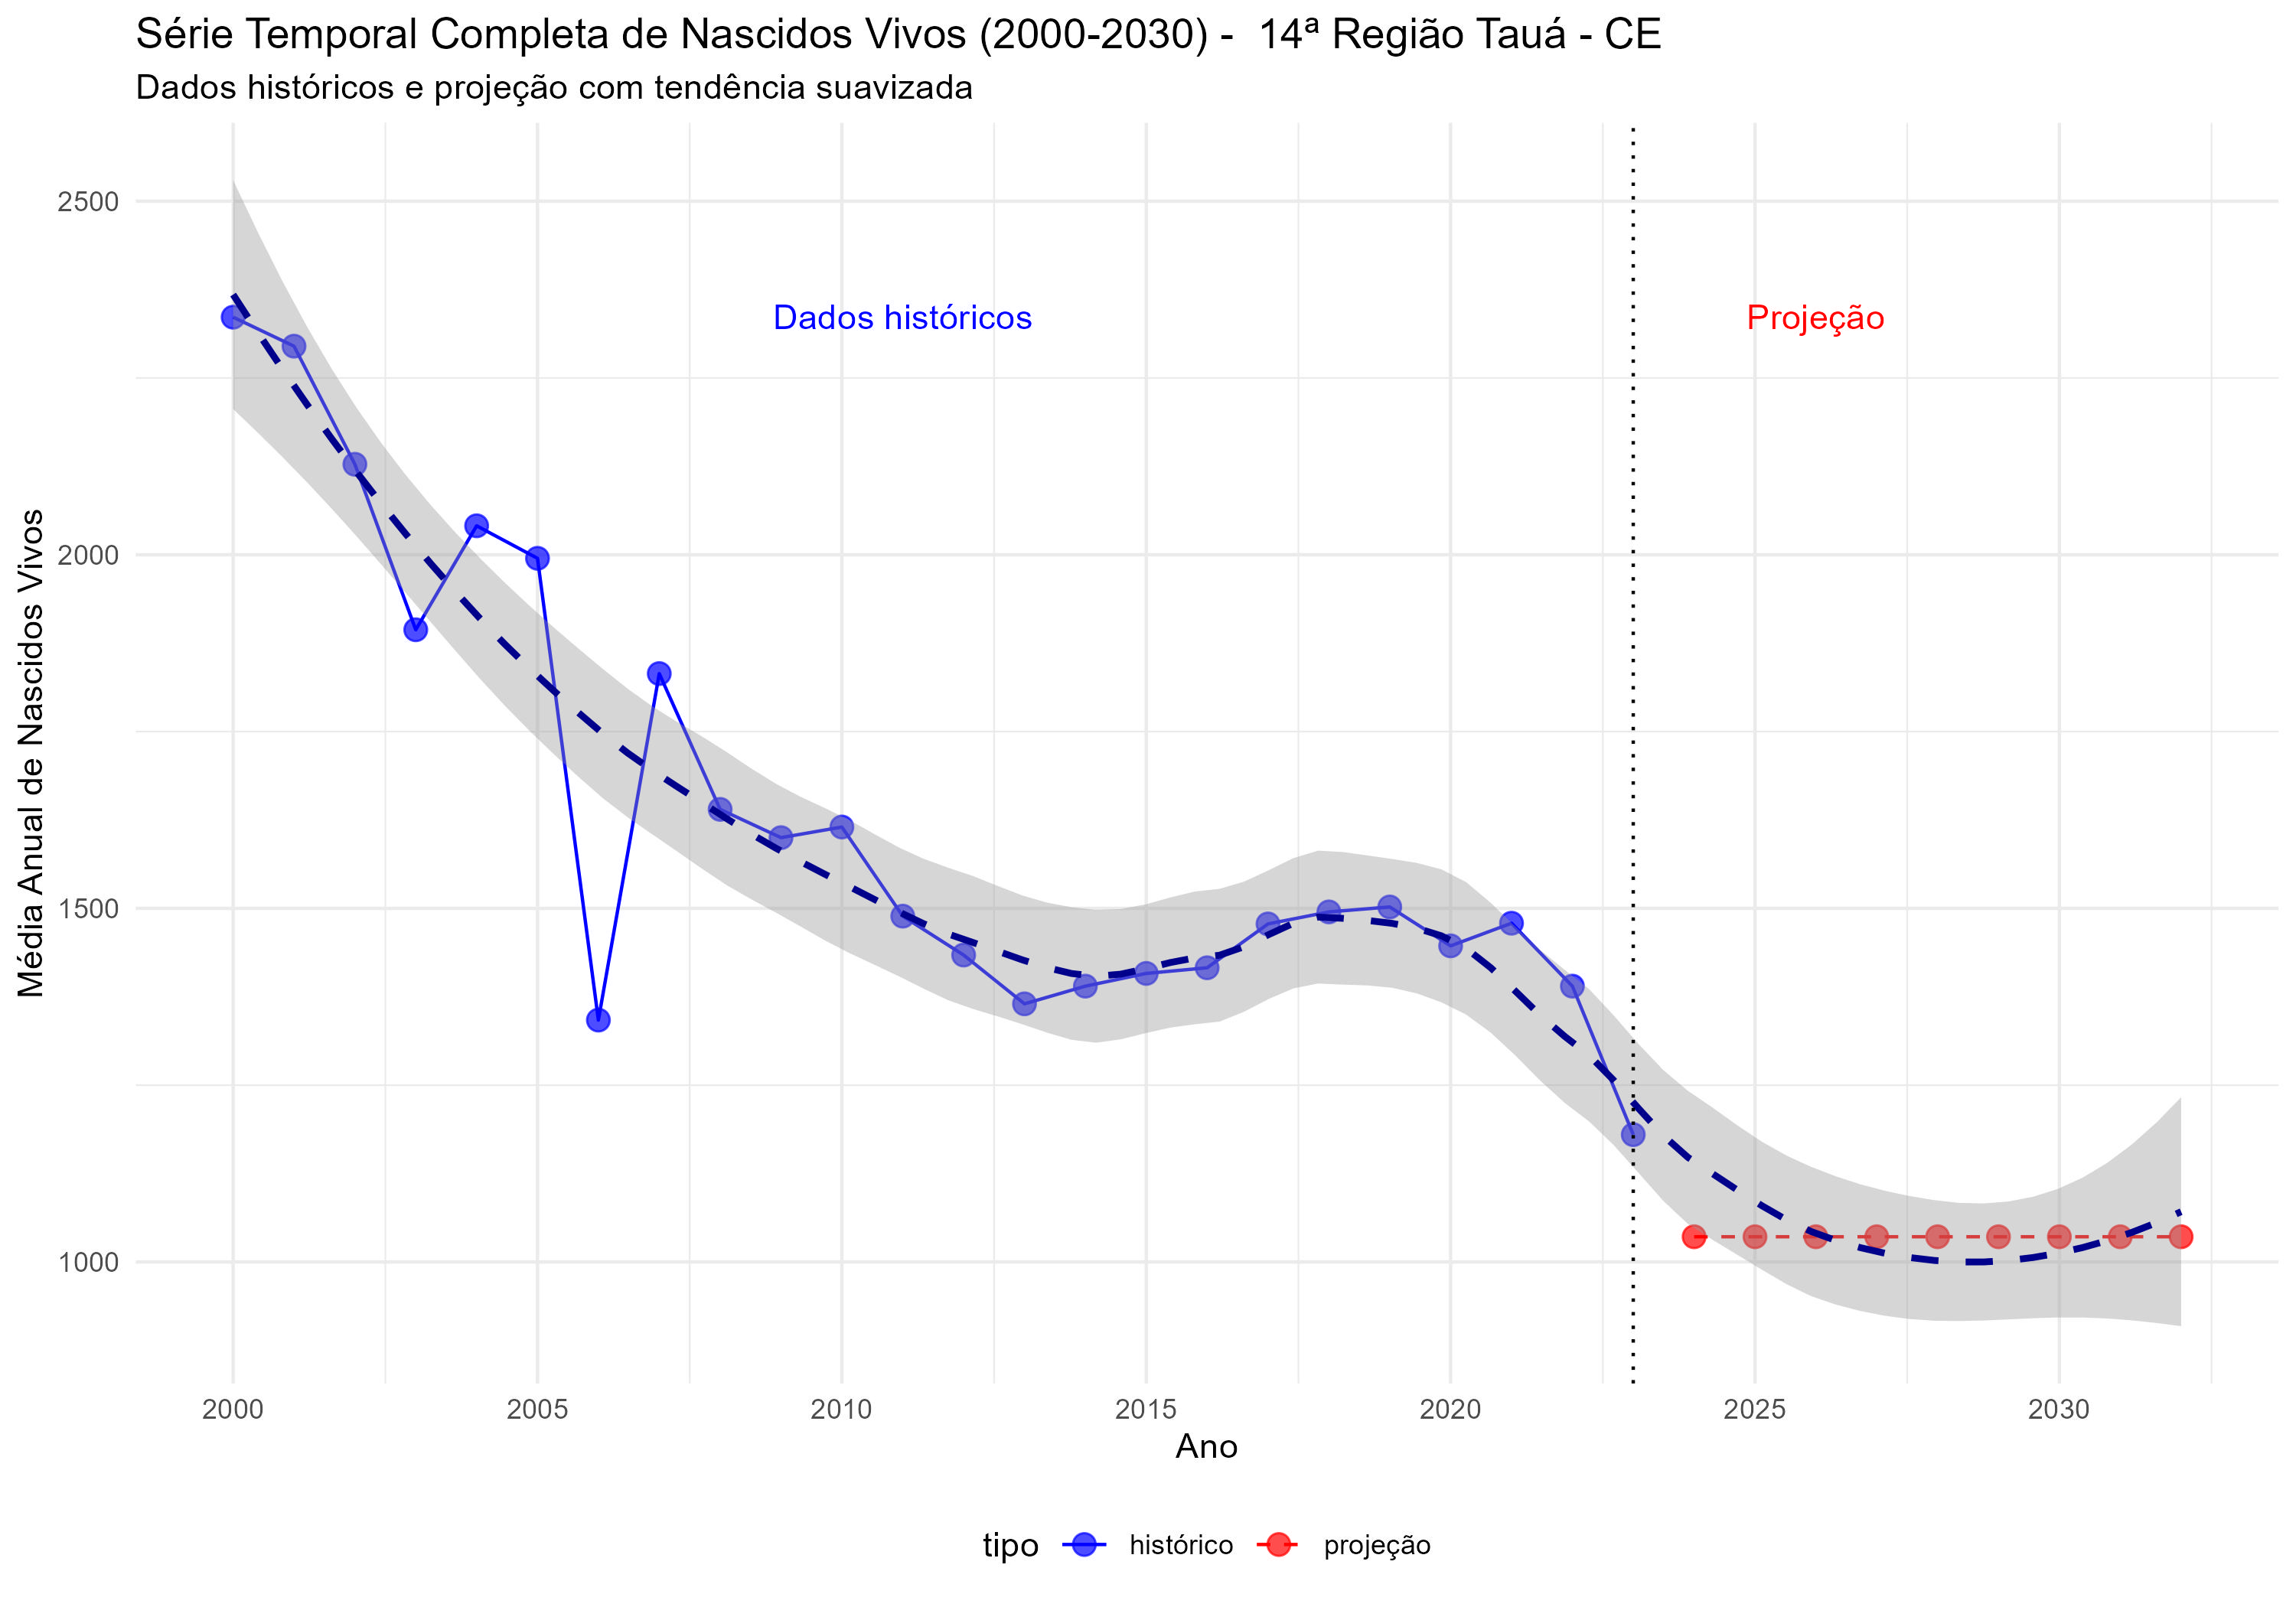 Série Temporal Completa de Nascidos Vivos (2000-2030) -  14ª Região Tauá - CE
Dados históricos e projeção com tendência suavizada
Média Anual de Nascidos Vivos
2500
2000
1500
1000
Dados históricos
Projeção
2000
2005
2010
2015
2020
2025
2030
Ano
tipo
histórico
projeção